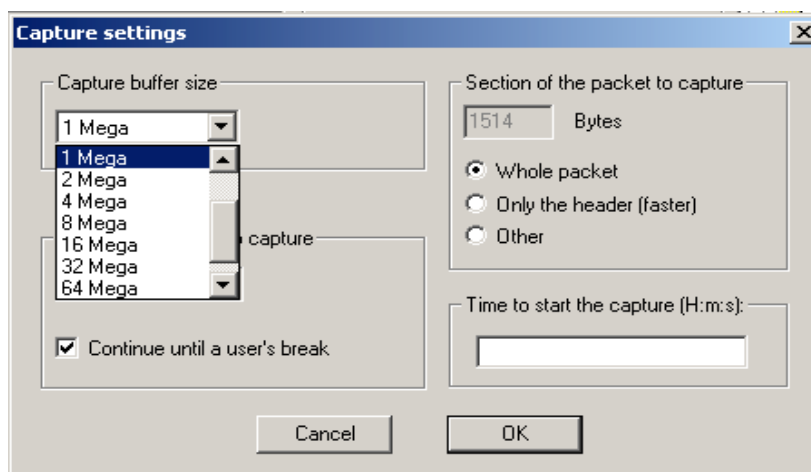 Capture settings
Capture buffer size
1 Mega
1 Mega
2 Mega
4 Mega
8 Mega
16 Mega
32 Mega
64 Mega
capture
Continue until a user's break
Section of the packet to capture
1514 Bytes
Whole packet
Only the header (faster)
Other
Time to start the capture (H:m:s):
Cancel
OK